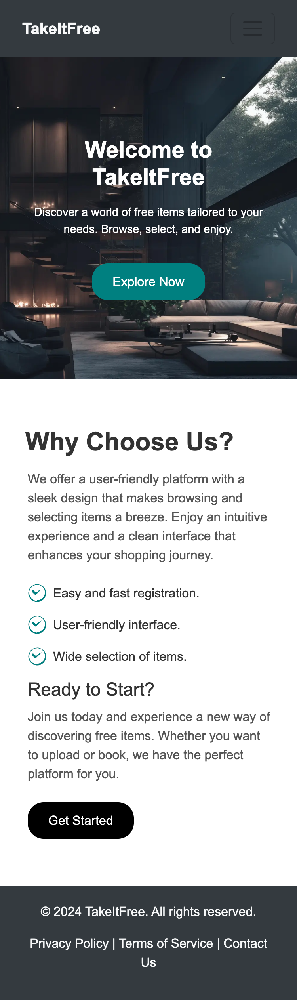 TakeItFree
Welcome to
TakeItFree
Discover a world of free items tailored to your
needs. Browse, select, and enjoy.
Explore Now
Why Choose Us?
We offer a user-friendly platform with a
sleek design that makes browsing and
selecting items a breeze. Enjoy an intuitive
experience and a clean interface that
enhances your shopping journey.
Easy and fast registration.
User-friendly interface.
Wide selection of items.
Ready to Start?
Join us today and experience a new way of
discovering free items. Whether you want
to upload or book, we have the perfect
platform for you.
Get Started
© 2024 TakeItFree. All rights reserved.
Privacy Policy | Terms of Service | Contact
Us